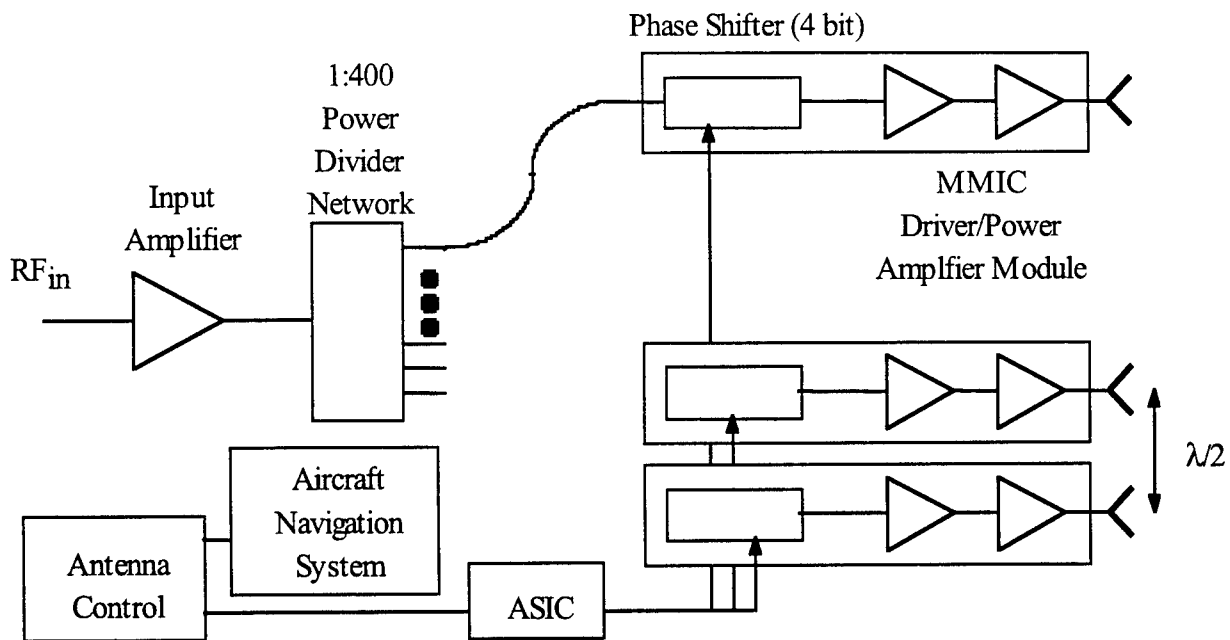 Phase Shifter (4 bit)
1:400
Power
Divider
Network
Input
Amplifier
RFin
MMIC
Driver/Power
Amplfier Module
λ/2
Aircraft
Navigation
System
Antenna
Control
ASIC